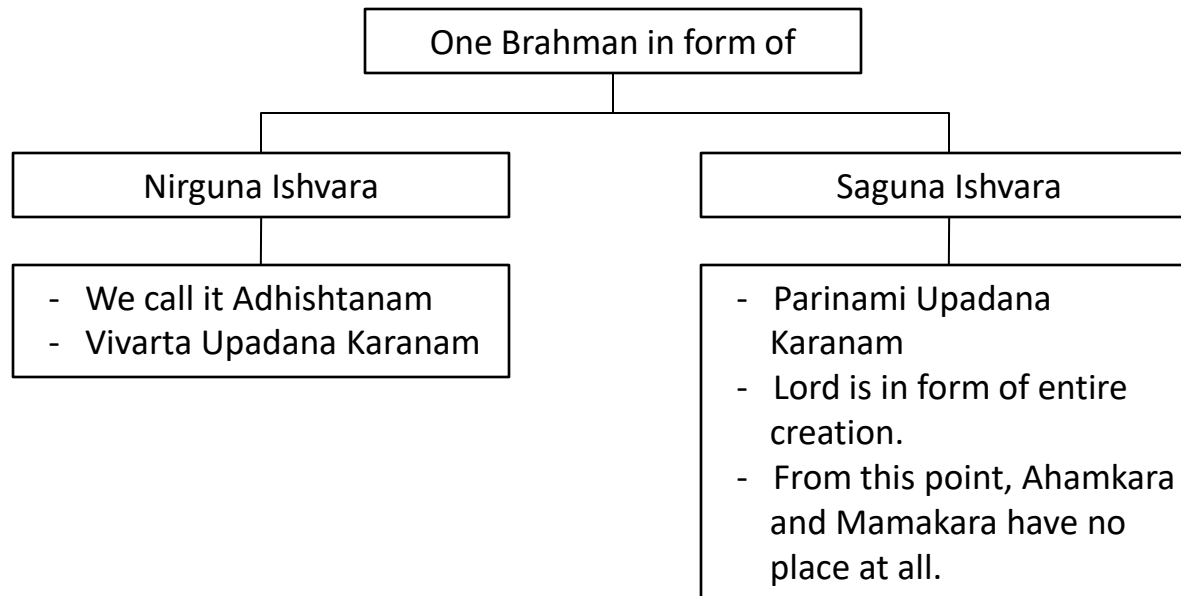 One Brahman in form of
Nirguna Ishvara
Saguna Ishvara
- We call it Adhishtanam
- Vivarta Upadana Karanam
- Parinami Upadana
Karanam
- Lord is in form of entire
creation.
- From this point, Ahamkara
and Mamakara have no
place at all.